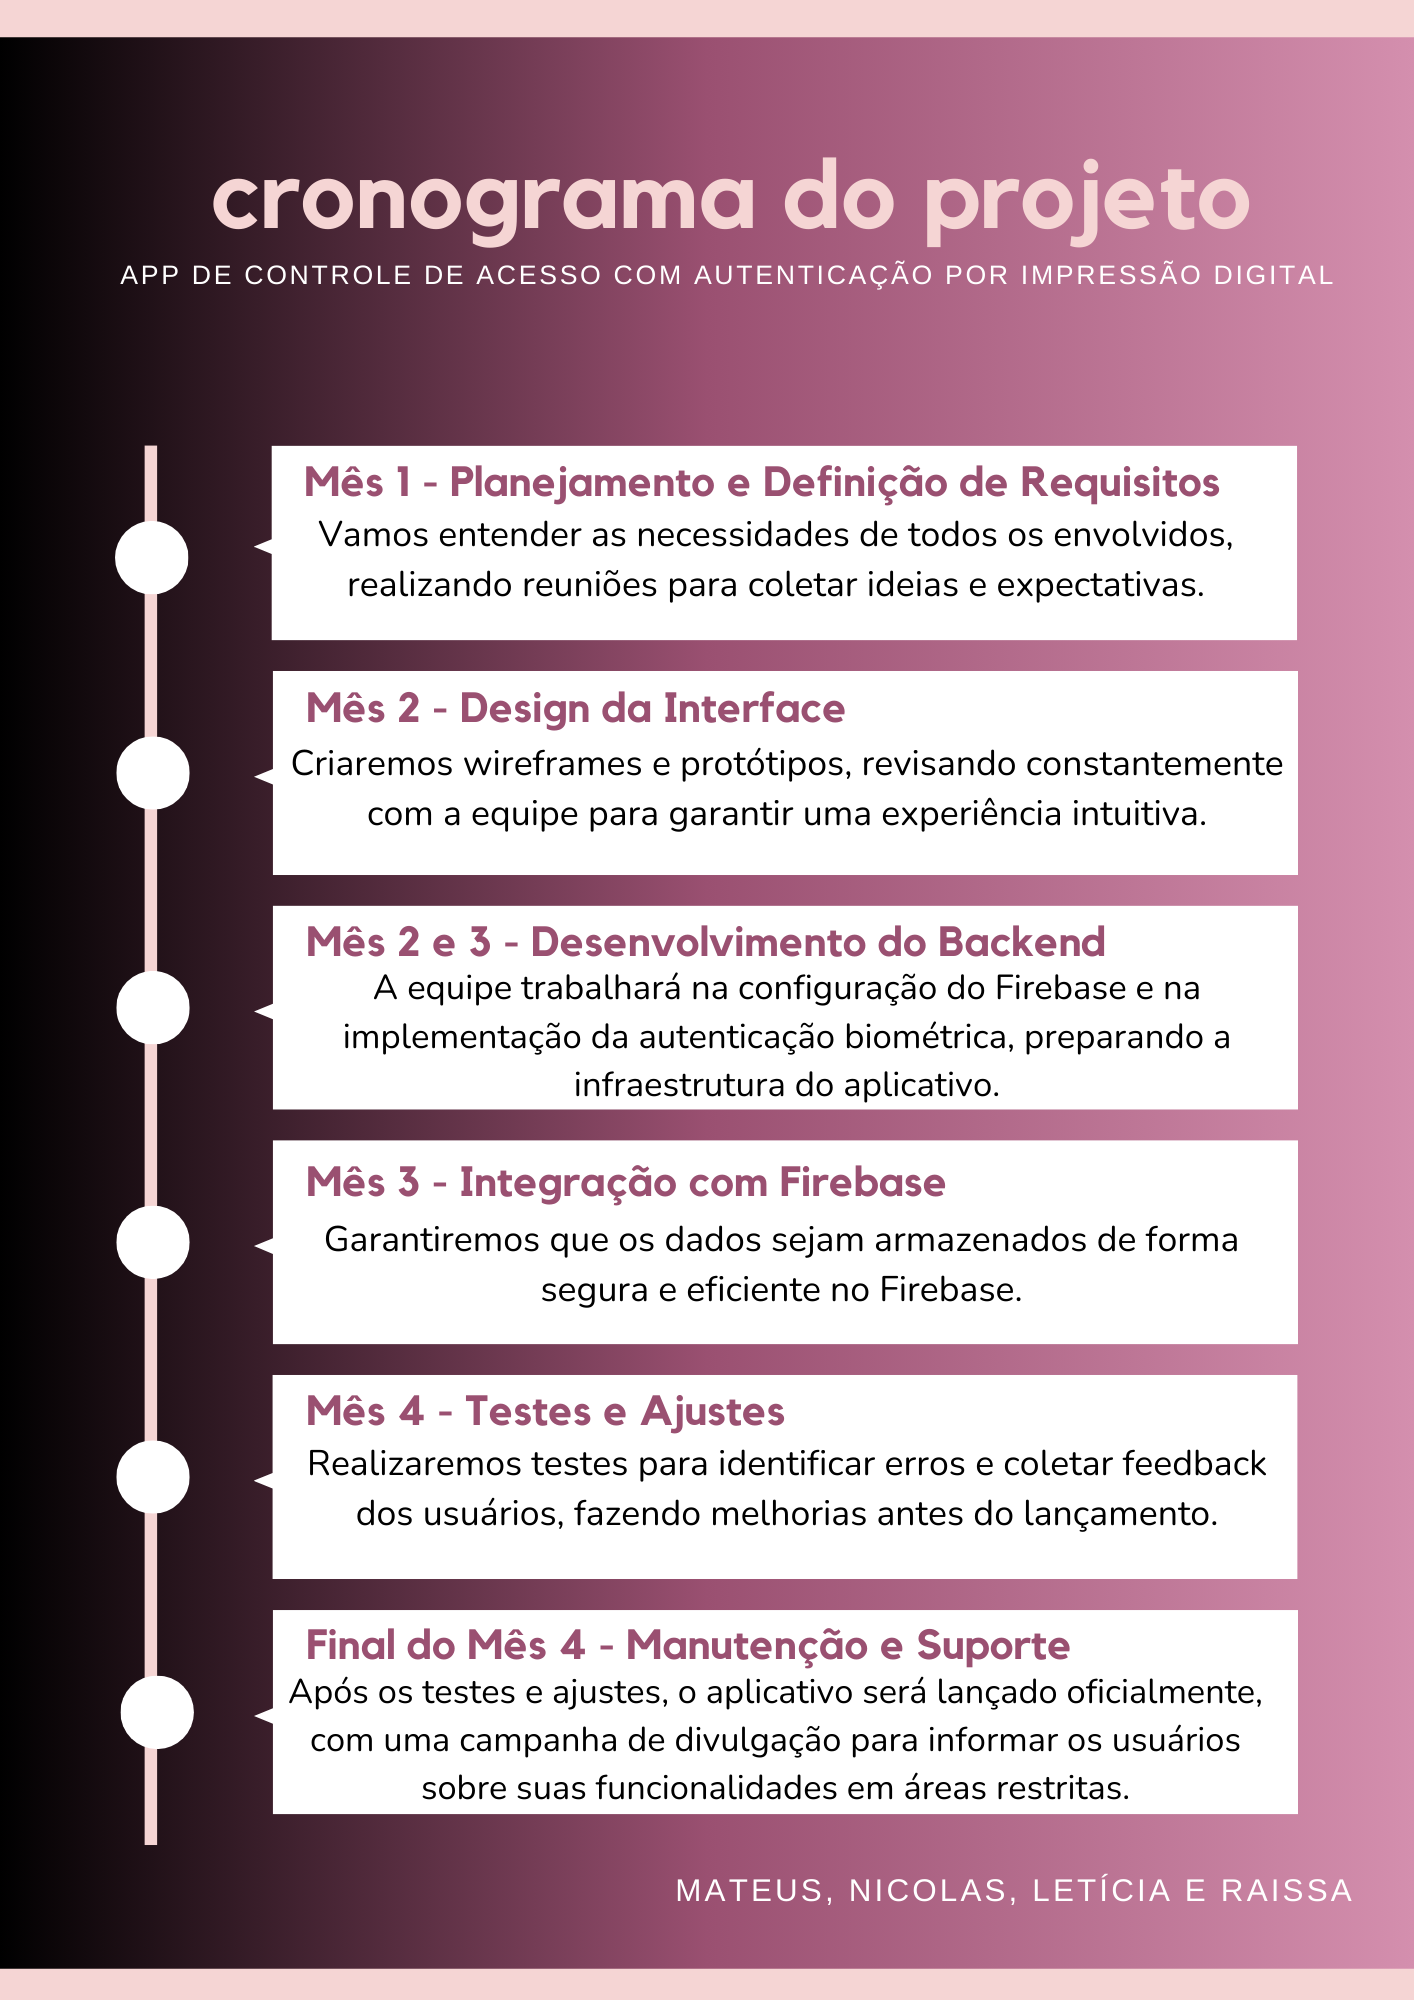 cronograma do projeto
APP DE CONTROLE DE ACESSO COM AUTENTICAÇÃO POR IMPRESSÃO DIGITAL
Mês 1 - Planejamento e Definição de Requisitos
Vamos entender as necessidades de todos os envolvidos,
realizando reuniões para coletar ideias e expectativas.
Mês 2 - Design da Interface
Criaremos wireframes e protótipos, revisando constantemente
com a equipe para garantir uma experiência intuitiva.
Mês 2 e 3 - Desenvolvimento do Backend
A equipe trabalhará na configuração do Firebase e na
implementação da autenticação biométrica, preparando a
infraestrutura do aplicativo.
Mês 3 - Integração com Firebase
Garantiremos que os dados sejam armazenados de forma
segura e eficiente no Firebase.
Mês 4 - Testes e Ajustes
Realizaremos testes para identificar erros e coletar feedback
dos usuários, fazendo melhorias antes do lançamento.
Final do Mês 4 - Manutenção e Suporte
Após os testes e ajustes, o aplicativo será lançado oficialmente,
com uma campanha de divulgação para informar os usuários
sobre suas funcionalidades em áreas restritas.
MATEUS, NICOLAS, LETÍCIA E RAISSA